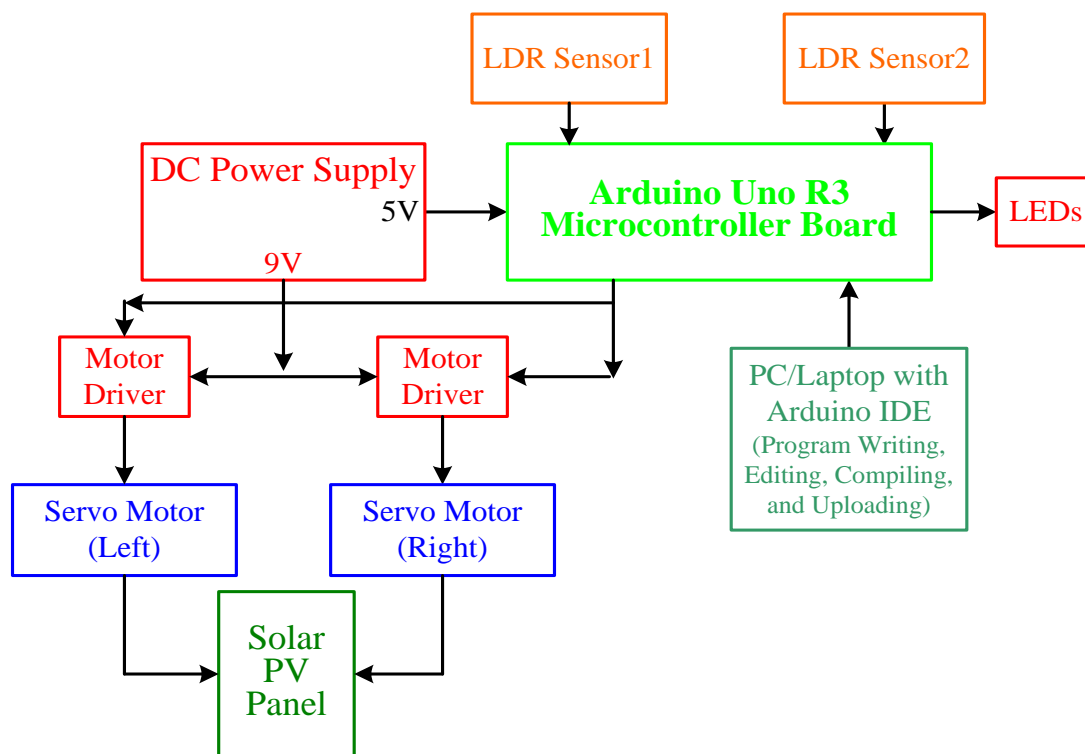 LDR Sensor1
LDR Sensor2
DC Power Supply
5V
9V
Arduino Uno R3
Microcontroller Board
LEDs
Motor
Driver
Motor
Driver
PC/Laptop with
Arduino IDE
(Program Writing,
Editing, Compiling,
and Uploading)
Servo Motor
(Left)
Servo Motor
(Right)
Solar
PV
Panel